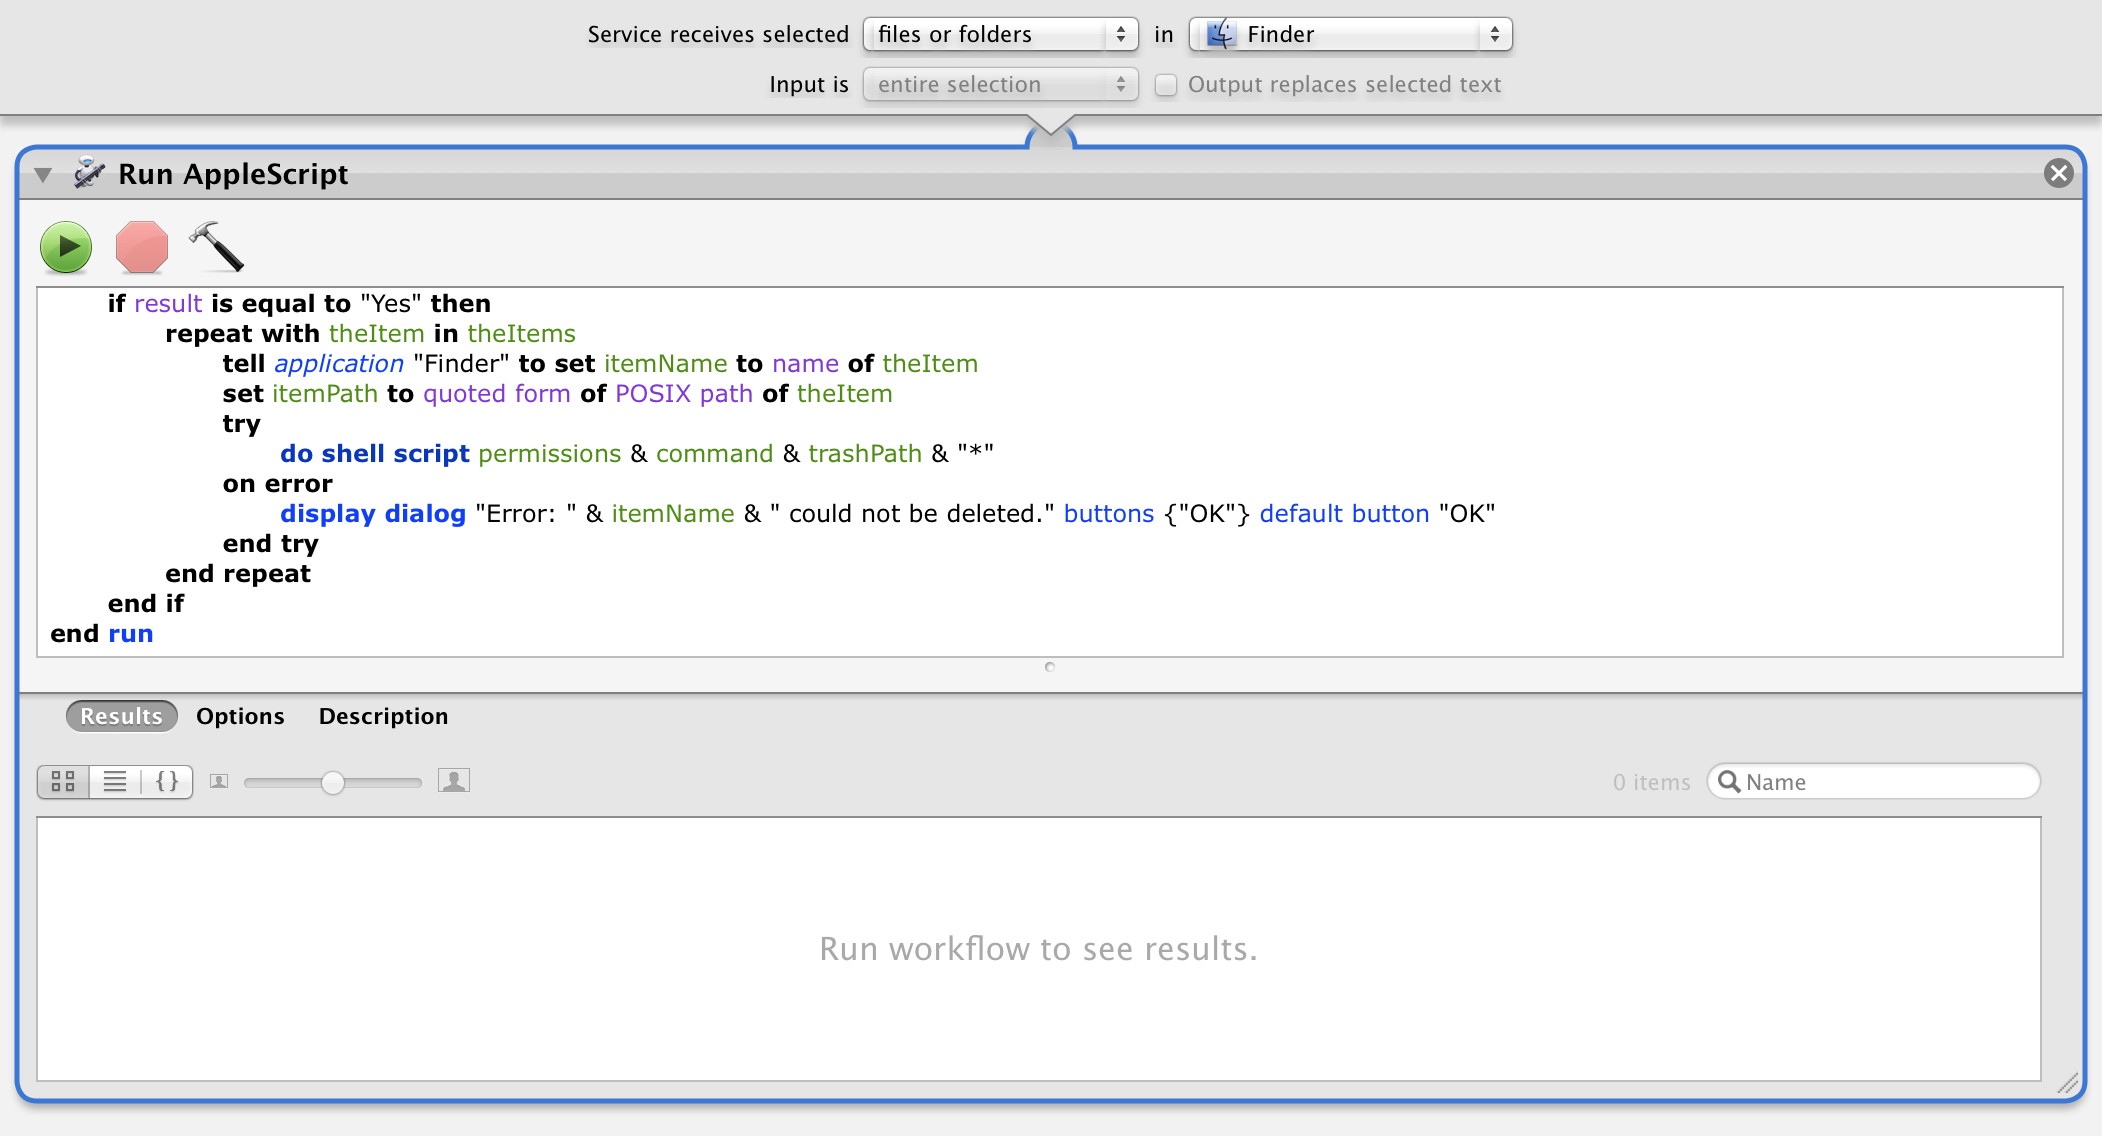 Service receives selected files or folders in Finder
Input is entire selection Output replaces selected text
Run AppleScript
if result is equal to "Yes" then
repeat with theItem in theItems
tell application "Finder" to set itemName to name of theItem
set itemPath to quoted form of POSIX path of theItem
try
do shell script permissions & command & trashPath & "*"
on error
display dialog "Error: " & itemName & " could not be deleted." buttons {"OK"} default button "OK"
end try
end repeat
end if
end run
Results Options Description
{} 0 items Name
Run workflow to see results.